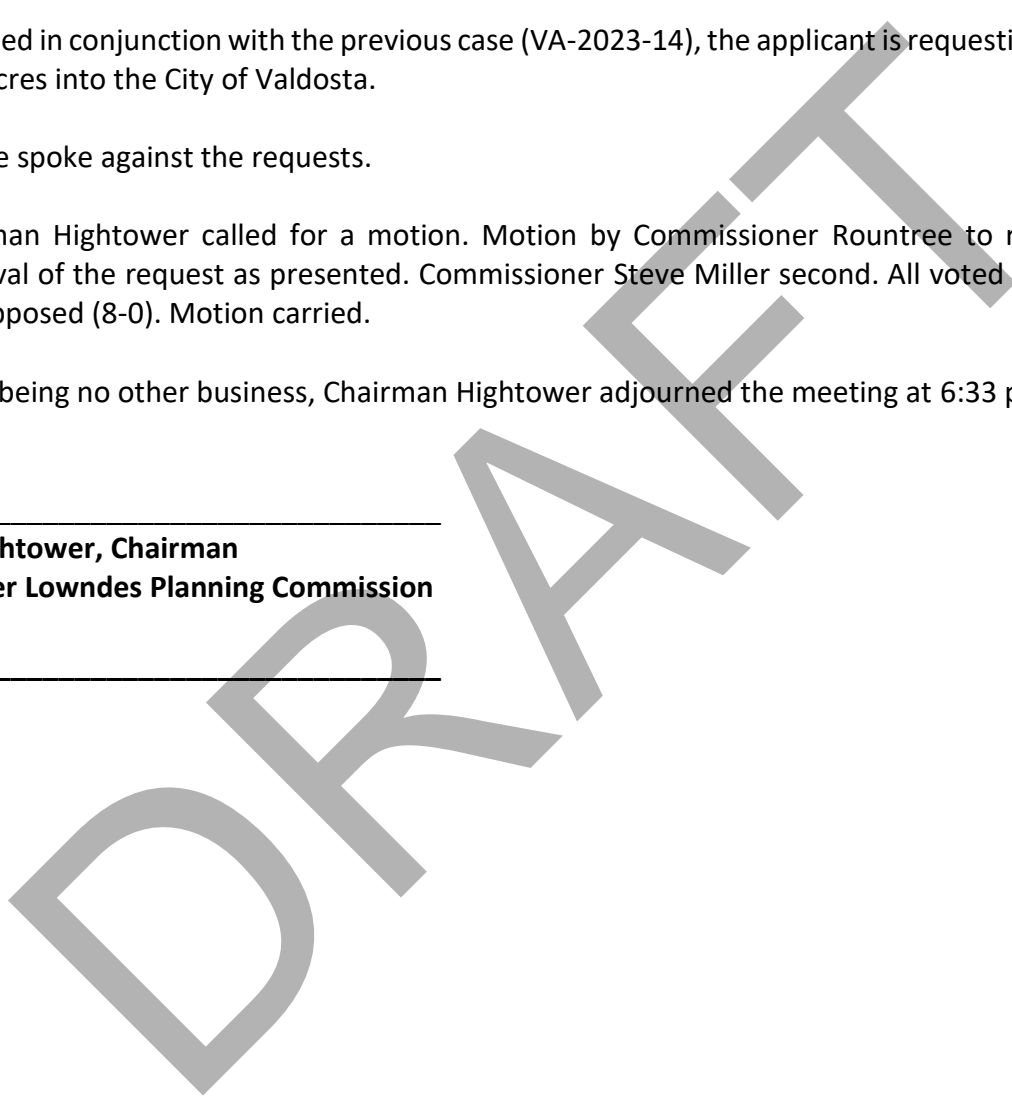 ed in conjunction with the previous case (VA-2023-14), the applicant is requesti
cres into the City of Valdosta.
e spoke against the requests.
nan Hightower called for a motion. Motion by Commissioner Rountree to r
val of the request as presented. Commissioner Steve Miller second. All voted
pposed (8-0). Motion carried.
being no other business, Chairman Hightower adjourned the meeting at 6:33 p
htower, Chairman
er Lowndes Planning Commission
DRAFT